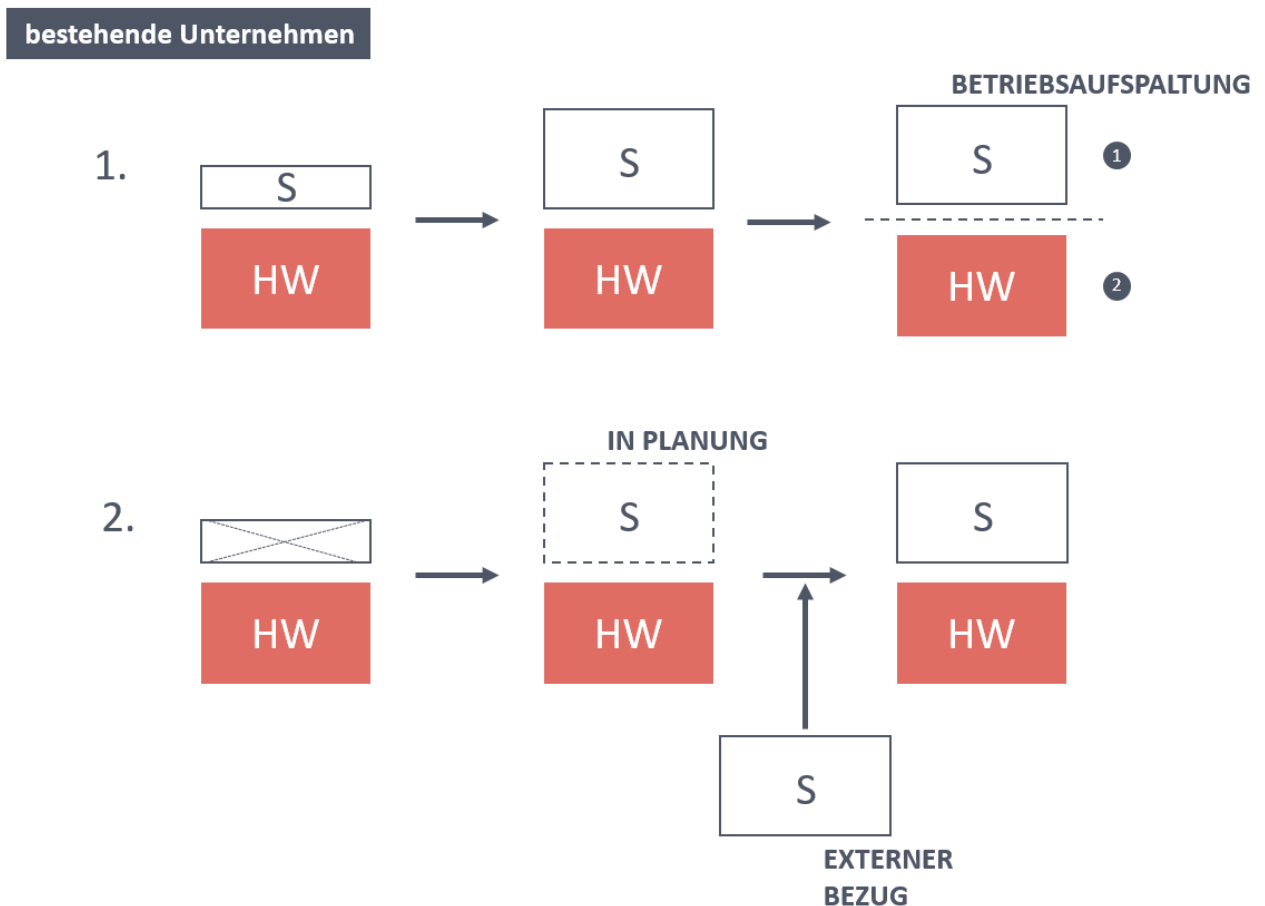 bestehende Unternehmen
BETRIEBSAUFSPALTUNG
1.
S
S
S
1
HW
HW
HW
2
IN PLANUNG
2.
S
S
HW
HW
HW
S
EXTERNER
BEZUG